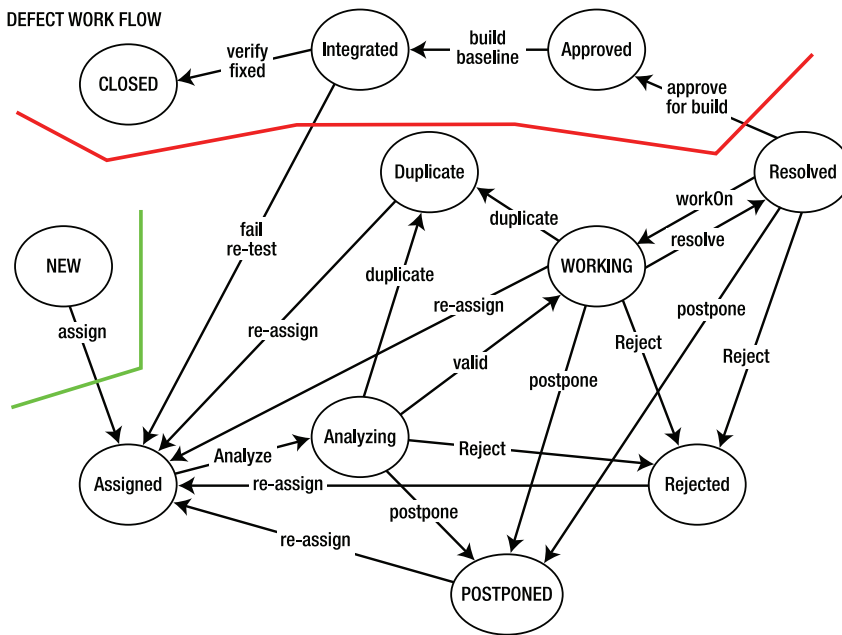 DEFECT WORK FLOW
Integrated
build
baseline
Approved
verify
fixed
CLOSED
approve
for build
Duplicate
Resolved
workOn
duplicate
fail
re-test
resolve
NEW
WORKING
duplicate
re-assign
postpone
assign
re-assign
Reject
Reject
valid
postpone
Analyzing
Analyze
Reject
Assigned
re-assign
Rejected
postpone
re-assign
POSTPONED